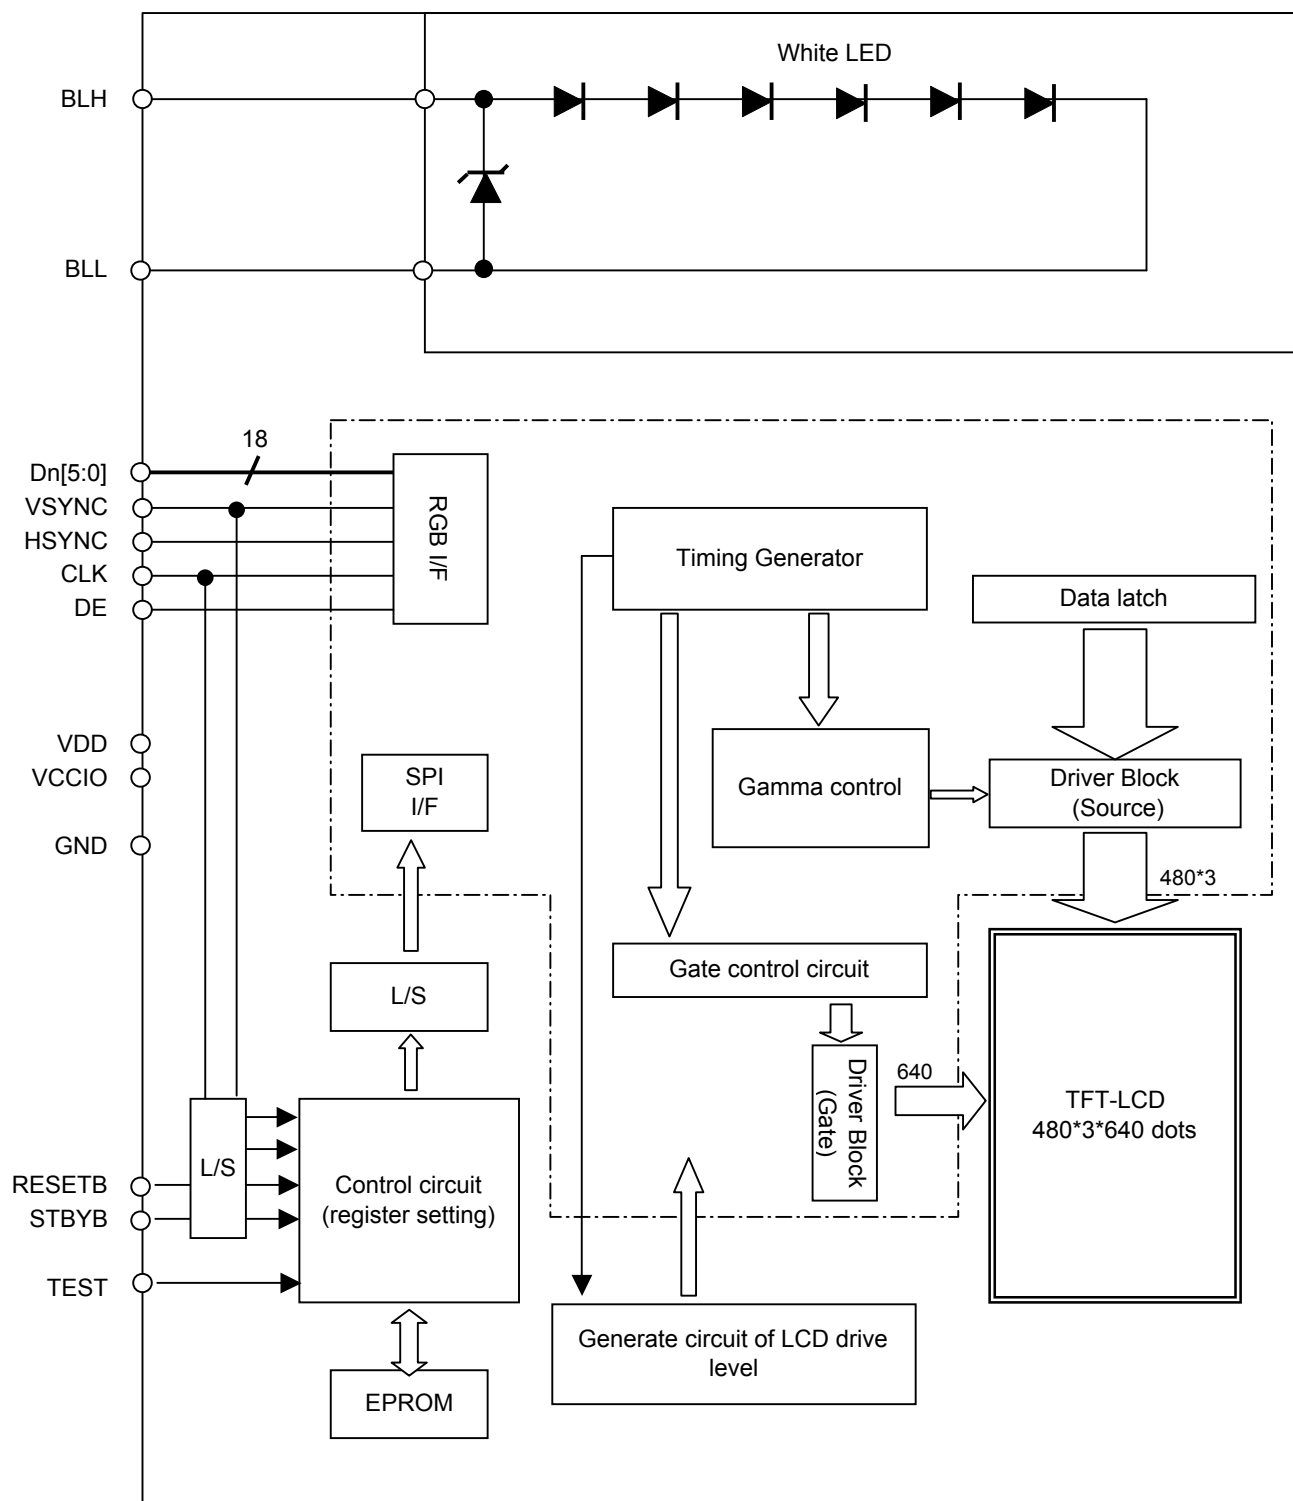 White LED
BLH
BLL
18
Dn[5:0]
VSYNC
HSYNC
CLK
DE
RGB I/F
Timing Generator
Data latch
VDD
VCCIO
GND
SPI
I/F
Gamma control
Driver Block
(Source)
480*3
L/S
Gate control circuit
Driver Block
(Gate)
640
TFT-LCD
480*3*640 dots
L/S
RESETB
STBYB
TEST
Control circuit
(register setting)
Generate circuit of LCD drive
level
EPROM